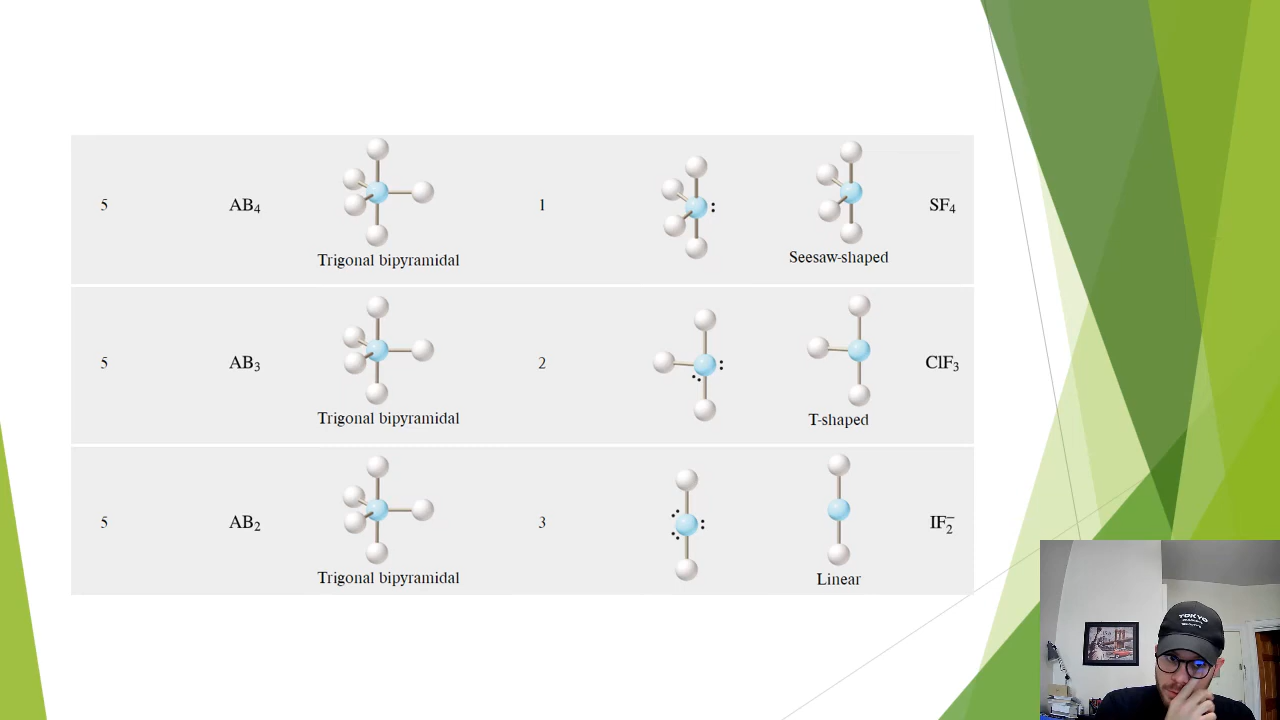 5 AB₄ 1 SF₄
Trigonal bipyramidal Seesaw-shaped
5 AB₃ 2 ClF₃
Trigonal bipyramidal T-shaped
5 AB₂ 3 IF₂⁻
Trigonal bipyramidal Linear
TOKYO